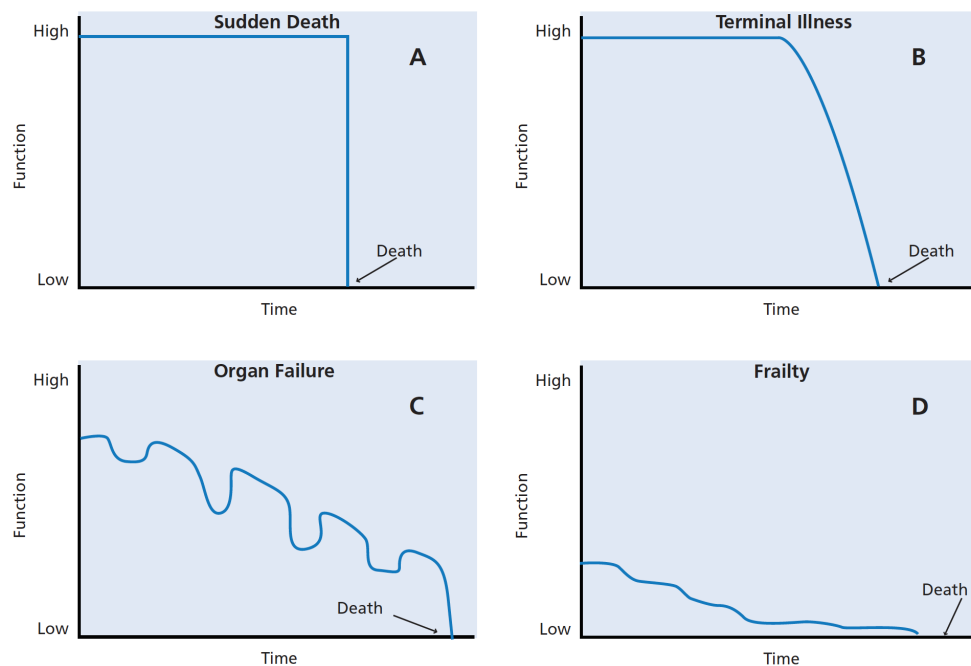 Sudden Death
High
A
Function
Death
Low
Time
Terminal Illness
High
B
Function
Death
Low
Time
Organ Failure
High
C
Function
Death
Low
Time
Frailty
High
D
Function
Death
Low
Time